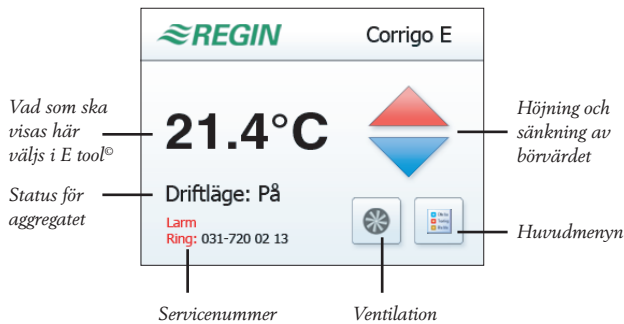 REGIN
Corrigo E
Vad som ska
visas här
väljs i E tool©
21.4°C
Höjning och
sänkning av
börvärdet
Status för
aggregatet
Driftläge: På
Larm
Ring: 031-720 02 13
Huvudmenyn
Servicenummer
Ventilation